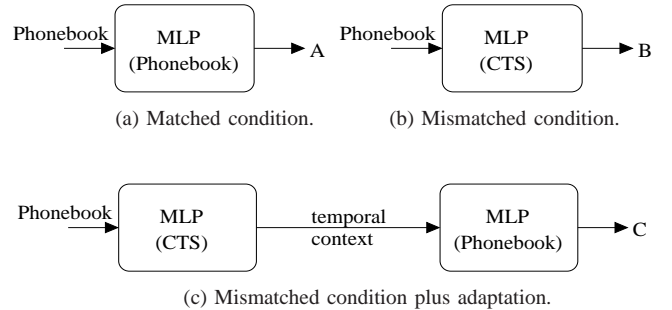 Phonebook MLP (Phonebook) A
Phonebook MLP (CTS) B
(a) Matched condition. (b) Mismatched condition.
Phonebook MLP (CTS) temporal context MLP (Phonebook) C
(c) Mismatched condition plus adaptation.